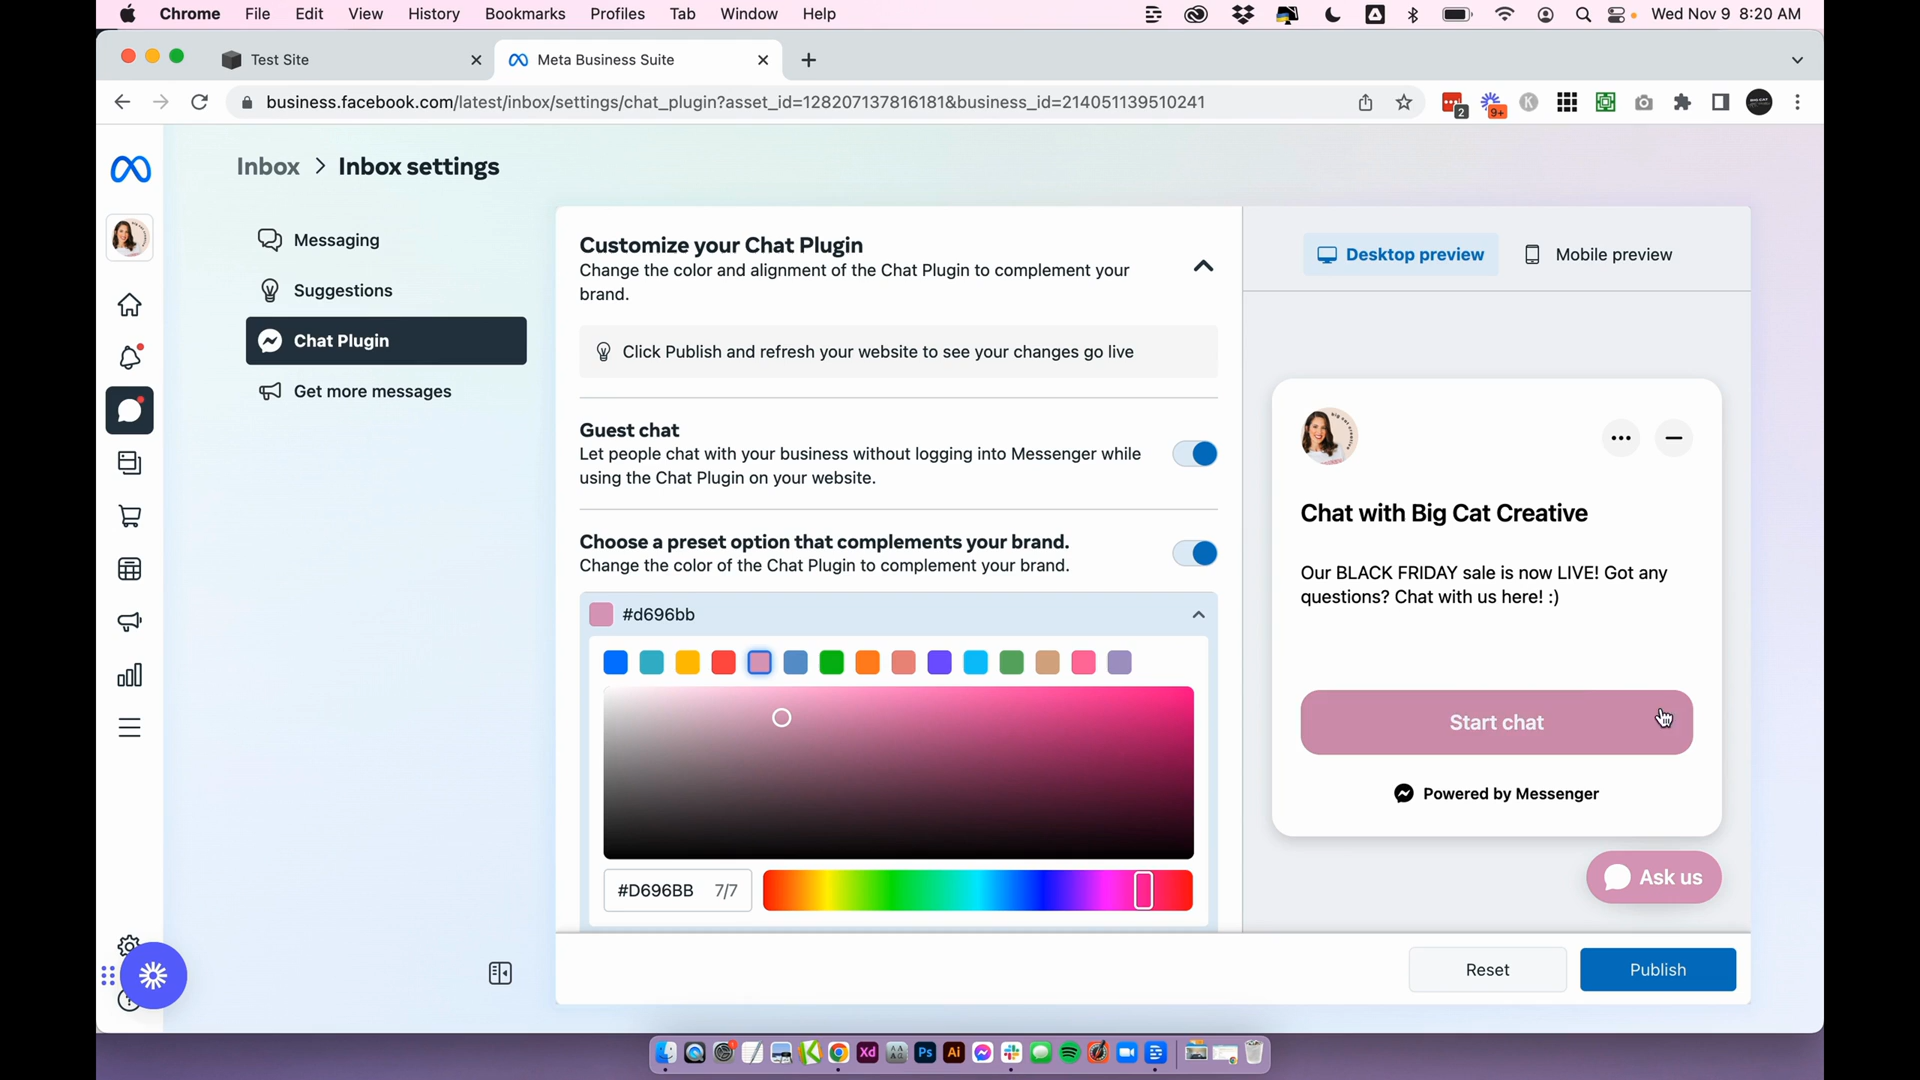 Chrome File Edit View History Bookmarks Profiles Tab Window Help Wed Nov 9 8:20 AM
Test Site Meta Business Suite
business.facebook.com/latest/inbox/settings/chat_plugin?asset_id=128207137816181&business_id=214051139510241 2 9+ K
Inbox > Inbox settings
Messaging
Suggestions
Chat Plugin
Get more messages
Customize your Chat Plugin
Change the color and alignment of the Chat Plugin to complement your
brand.
Click Publish and refresh your website to see your changes go live
Guest chat
Let people chat with your business without logging into Messenger while
using the Chat Plugin on your website.
Choose a preset option that complements your brand.
Change the color of the Chat Plugin to complement your brand.
#d696bb
#D696BB 7/7
Desktop preview Mobile preview
Chat with Big Cat Creative
Our BLACK FRIDAY sale is now LIVE! Got any
questions? Chat with us here! :)
Start chat
Powered by Messenger
Ask us
Reset Publish
Xd Ps Ai